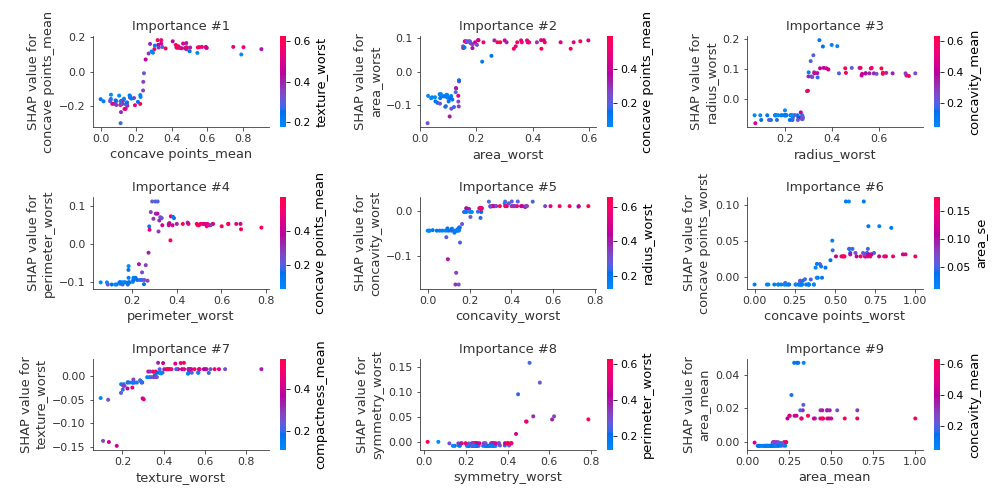 Importance #1
SHAP value for
concave points_mean
0.2
0.0
−0.2
0.0 0.2 0.4 0.6 0.8
concave points_mean
0.6
0.4
0.2
texture_worst
Importance #2
SHAP value for
area_worst
0.1
0.0
−0.1
0.0 0.2 0.4 0.6
area_worst
0.4
0.2
concave points_mean
Importance #3
SHAP value for
radius_worst
0.2
0.1
0.0
0.2 0.4 0.6
radius_worst
0.6
0.4
0.2
concavity_mean
Importance #4
SHAP value for
perimeter_worst
0.1
0.0
−0.1
0.2 0.4 0.6 0.8
perimeter_worst
0.4
0.2
concave points_mean
Importance #5
SHAP value for
concavity_worst
0.0
−0.1
0.0 0.2 0.4 0.6 0.8
concavity_worst
0.6
0.4
0.2
radius_worst
Importance #6
SHAP value for
concave points_worst
0.10
0.05
0.00
0.00 0.25 0.50 0.75 1.00
concave points_worst
0.15
0.10
0.05
area_se
Importance #7
SHAP value for
texture_worst
0.00
−0.05
−0.10
−0.15
0.2 0.4 0.6 0.8
texture_worst
0.4
0.2
compactness_mean
Importance #8
SHAP value for
symmetry_worst
0.15
0.10
0.05
0.00
0.0 0.2 0.4 0.6 0.8
symmetry_worst
0.6
0.4
0.2
perimeter_worst
Importance #9
SHAP value for
area_mean
0.04
0.02
0.00
0.00 0.25 0.50 0.75 1.00
area_mean
0.6
0.4
0.2
concavity_mean